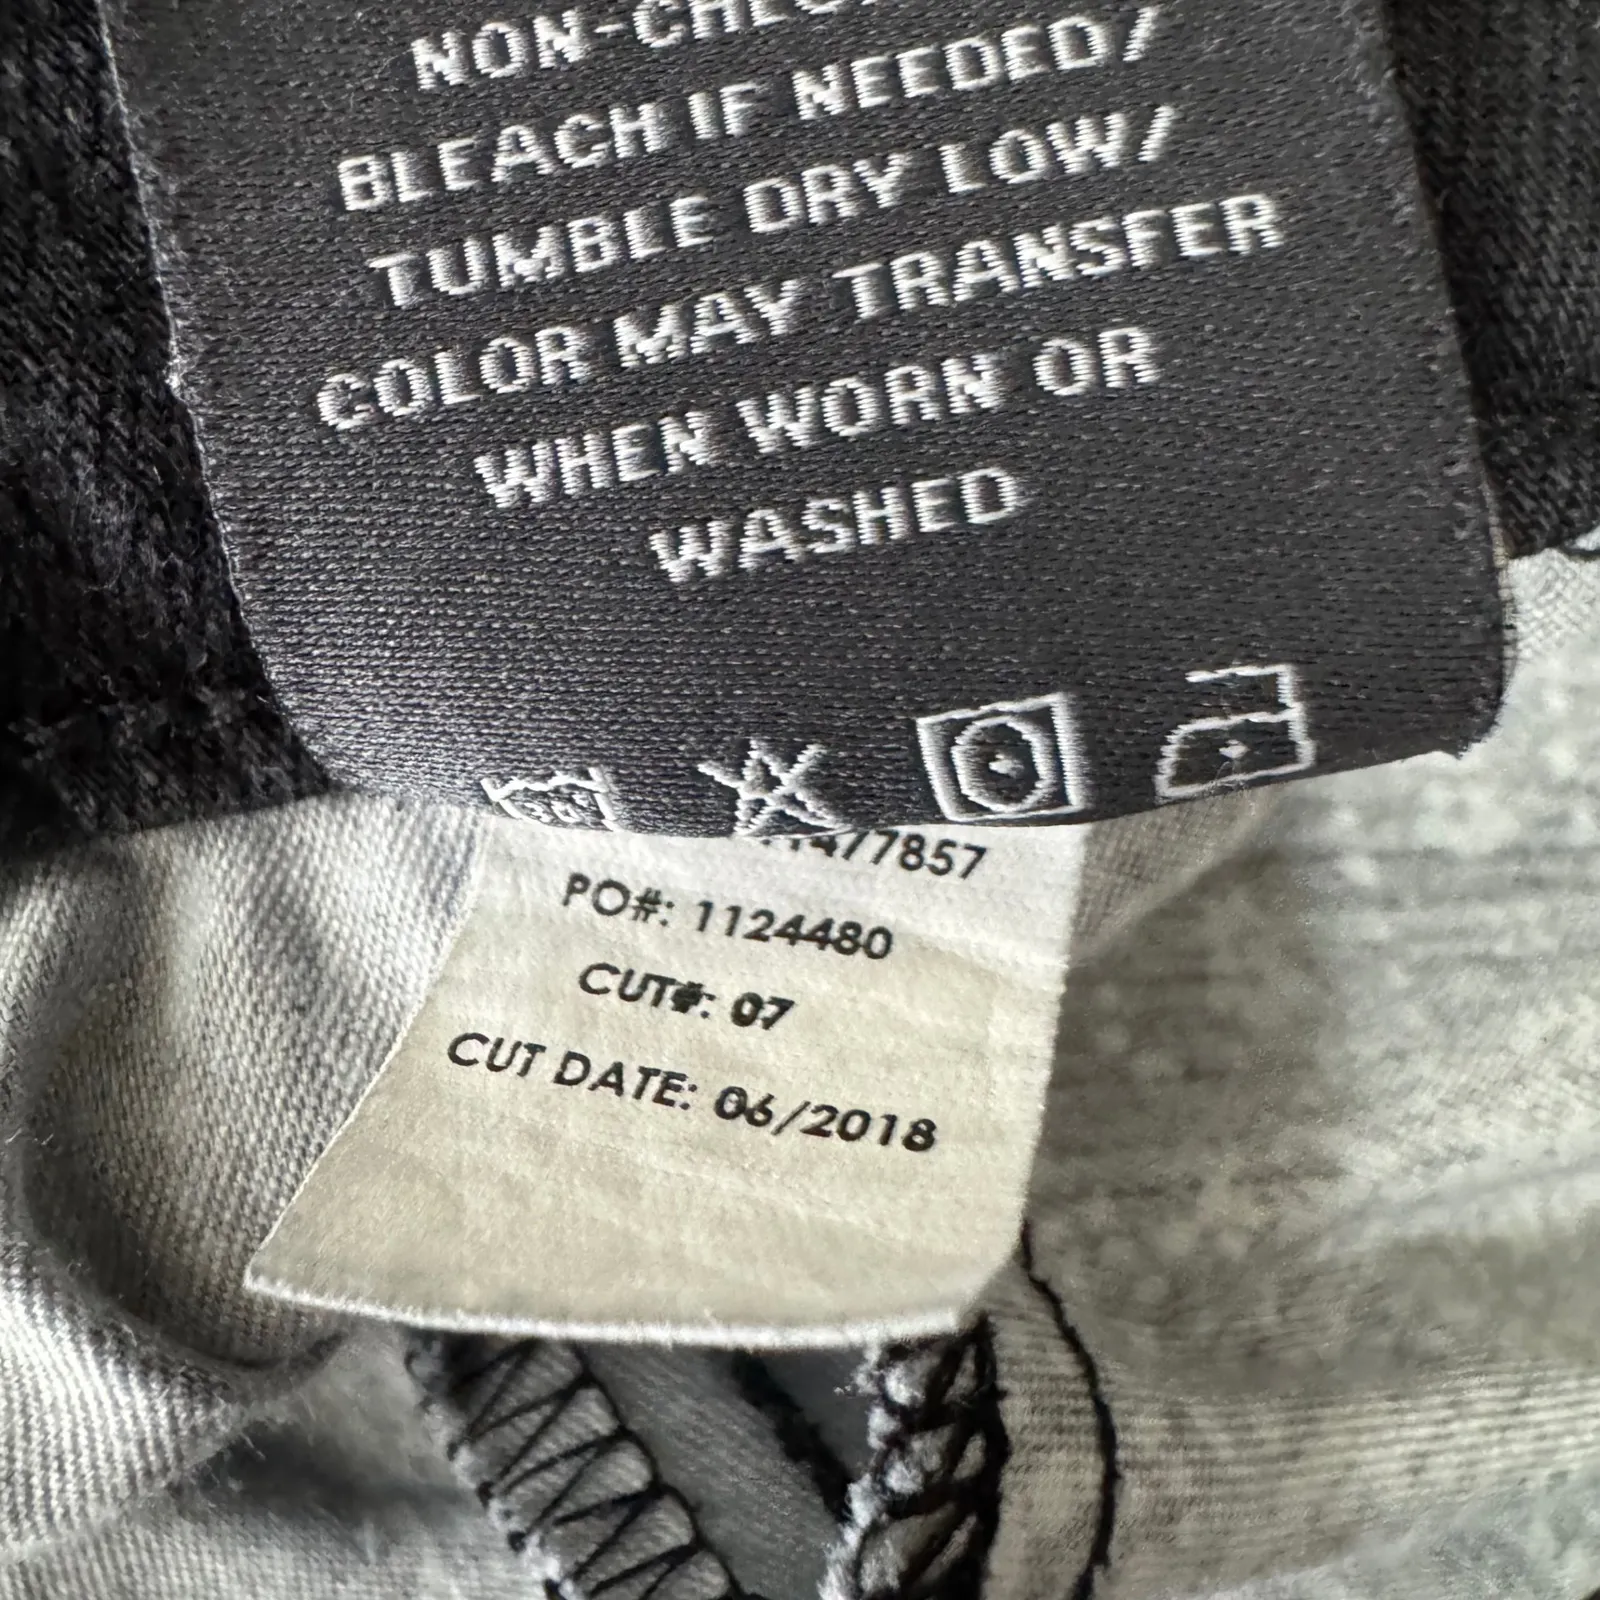 BLEACH IF NEEDED/
TUMBLE DRY LOW/
COLOR MAY TRANSFER
WHEN WORN OR
WASHED
77857
PO#: 1124480
CUT#: 07
CUT DATE: 06/2018